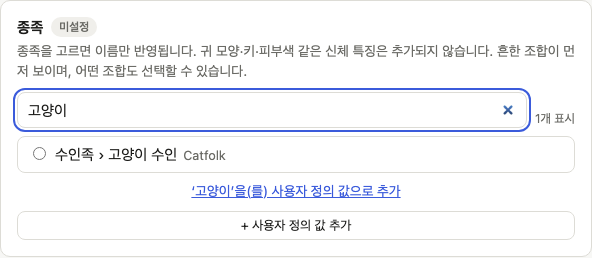 종족 미설정
종족을 고르면 이름만 반영됩니다. 귀 모양·키·피부색 같은 신체 특징은 추가되지 않습니다. 흔한 조합이 먼
저 보이며, 어떤 조합도 선택할 수 있습니다.
고양이 ×
1개 표시
수인족 › 고양이 수인 Catfolk
‘고양이’을(를) 사용자 정의 값으로 추가
+ 사용자 정의 값 추가